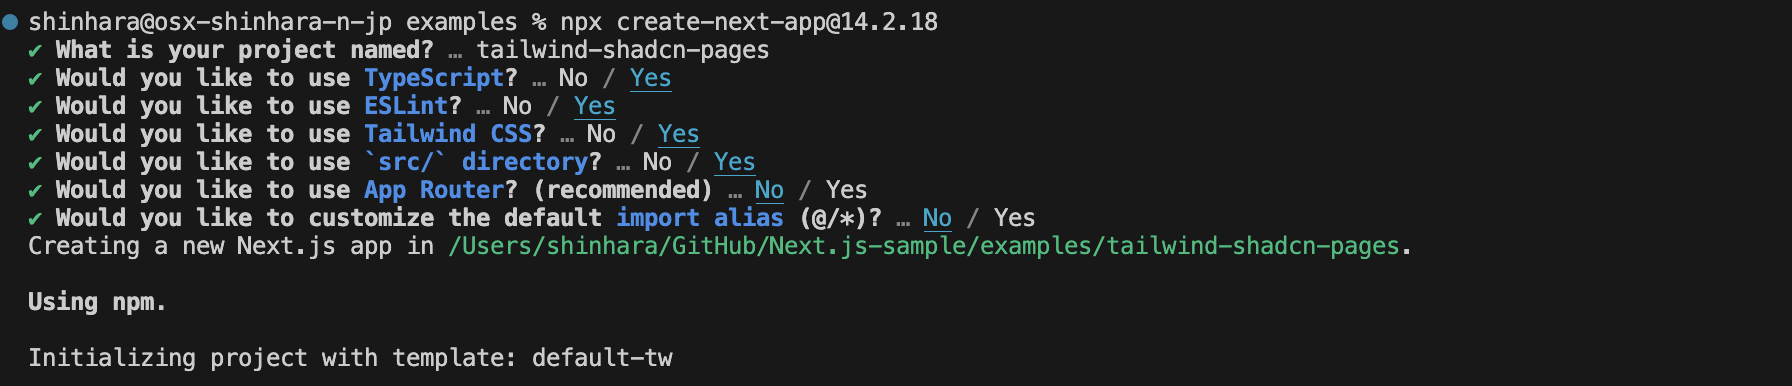 shinhara@osx-shinhara-n-jp examples % npx create-next-app@14.2.18
✔ What is your project named? … tailwind-shadcn-pages
✔ Would you like to use TypeScript? … No / Yes
✔ Would you like to use ESLint? … No / Yes
✔ Would you like to use Tailwind CSS? … No / Yes
✔ Would you like to use `src/` directory? … No / Yes
✔ Would you like to use App Router? (recommended) … No / Yes
✔ Would you like to customize the default import alias (@/*)? … No / Yes
Creating a new Next.js app in /Users/shinhara/GitHub/Next.js-sample/examples/tailwind-shadcn-pages.
Using npm.
Initializing project with template: default-tw